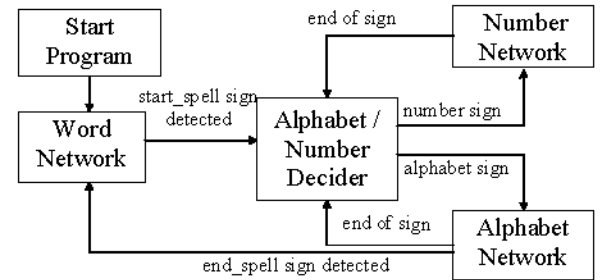 Start
Program
end of sign
Number
Network
start_spell sign
detected
Word
Network
Alphabet /
Number
Decider
number sign
alphabet sign
end of sign
Alphabet
Network
end_spell sign detected